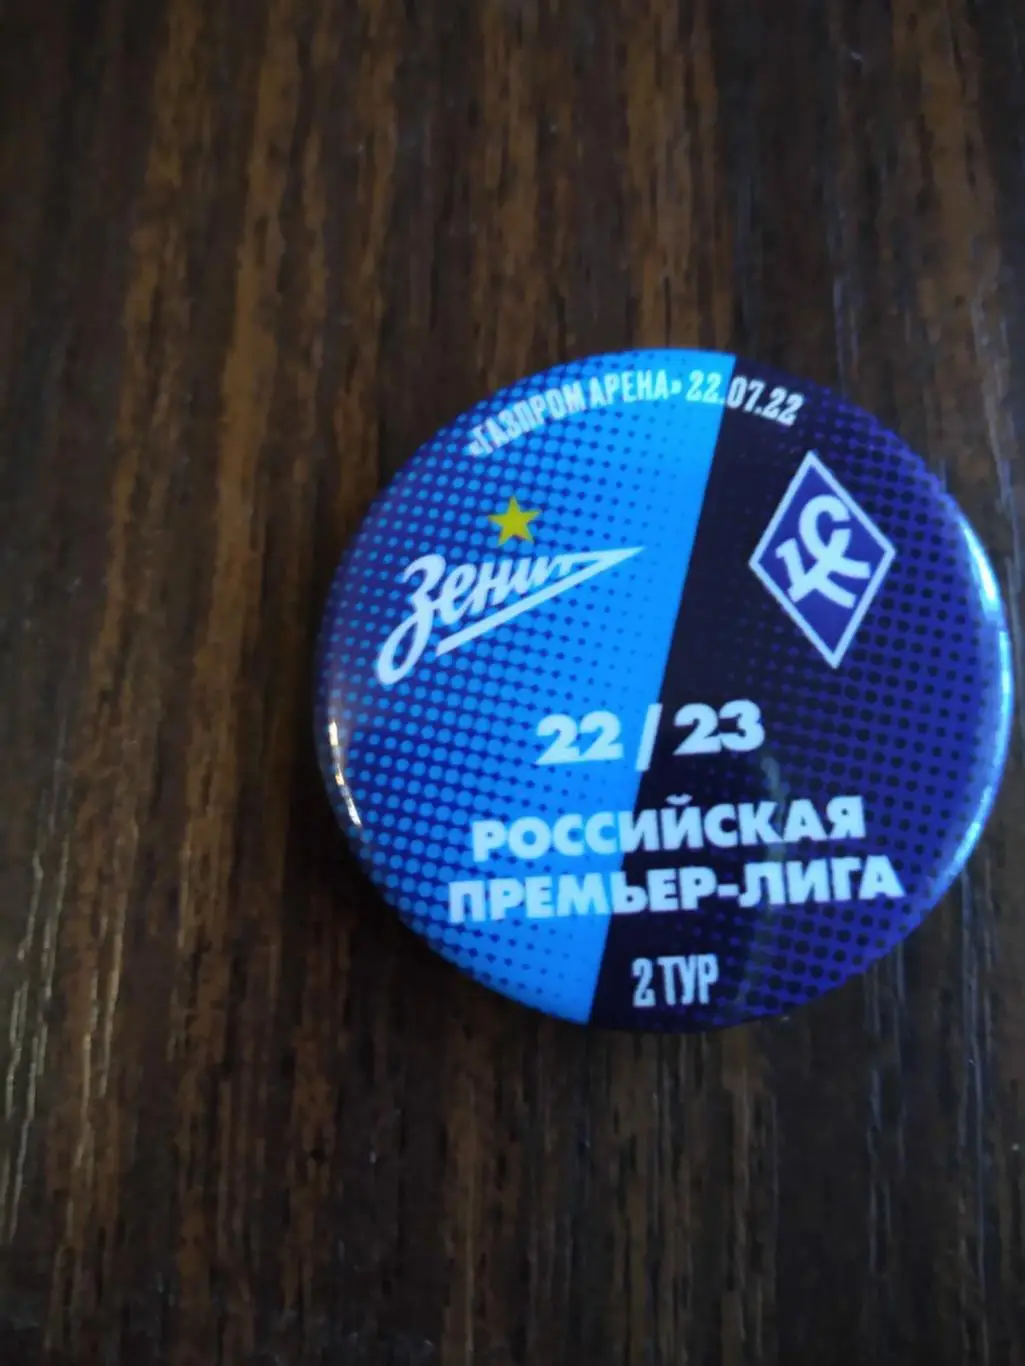 «ГАЗПРОМ АРЕНА» 22.07.22
Зенит
КС
22 / 23
РОССИЙСКАЯ
ПРЕМЬЕР-ЛИГА
2 ТУР